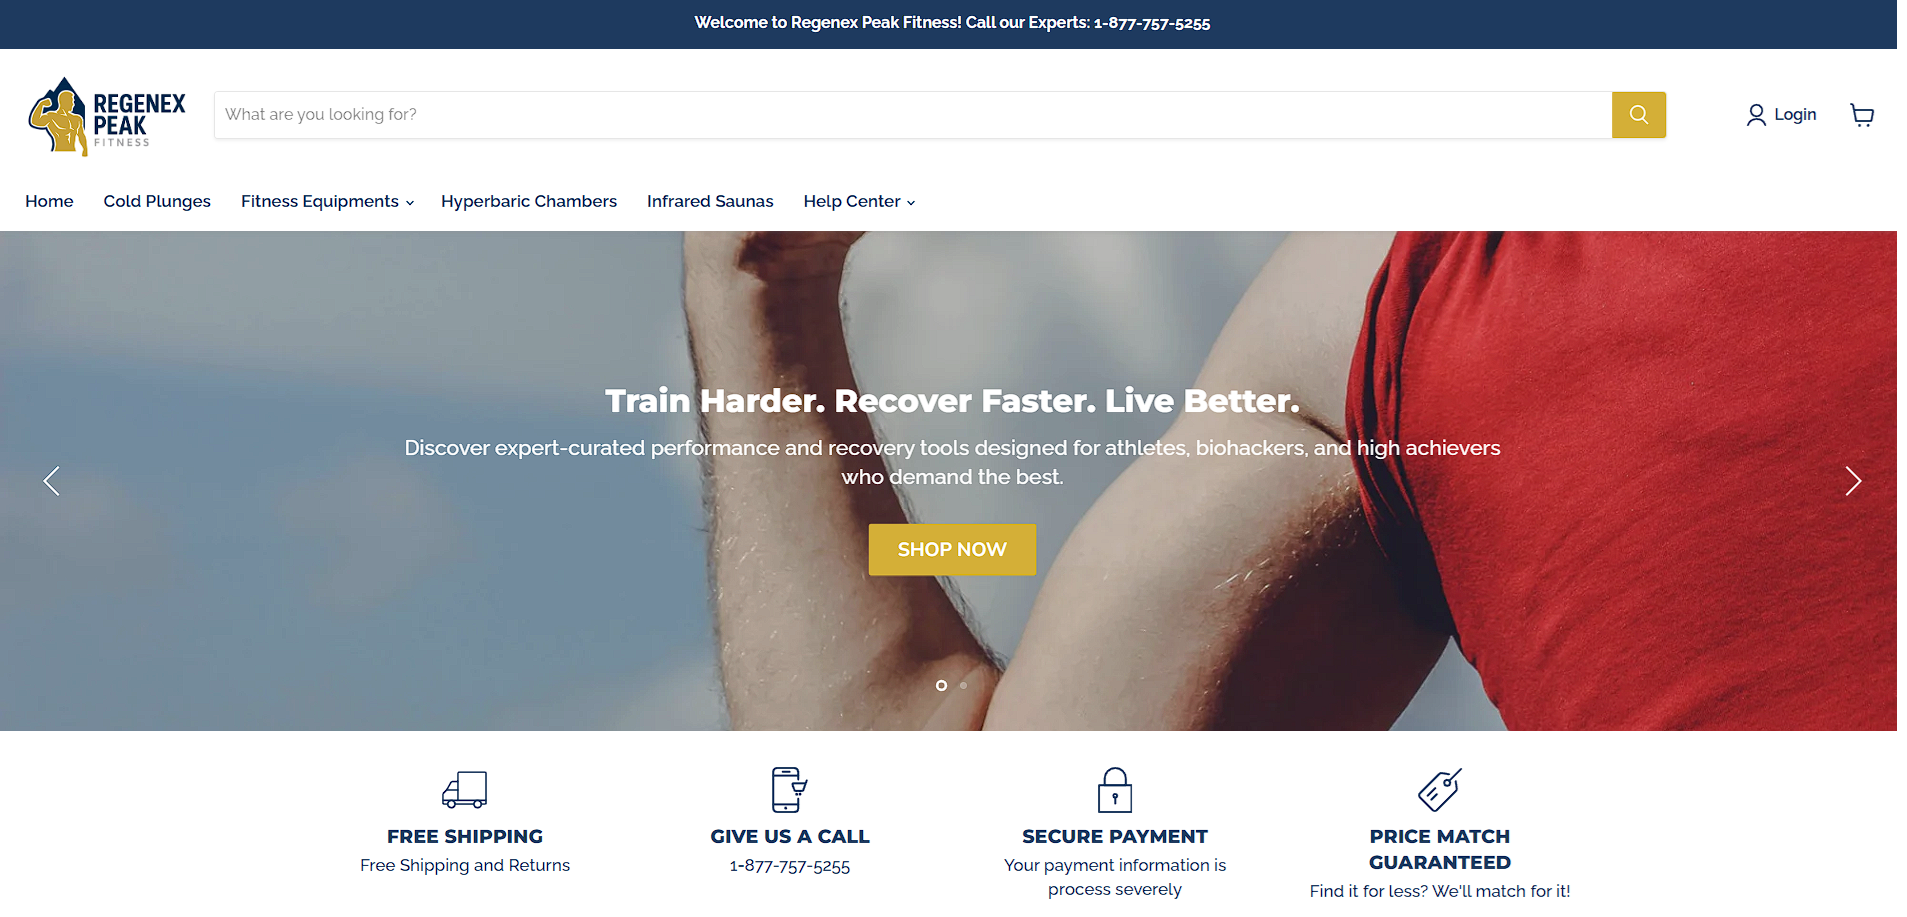 Welcome to Regenex Peak Fitness! Call our Experts: 1-877-757-5255
REGENEX
PEAK
FITNESS
What are you looking for?
Login
Home
Cold Plunges
Fitness Equipments
Hyperbaric Chambers
Infrared Saunas
Help Center
Train Harder. Recover Faster. Live Better.
Discover expert-curated performance and recovery tools designed for athletes, biohackers, and high achievers
who demand the best.
SHOP NOW
FREE SHIPPING
Free Shipping and Returns
GIVE US A CALL
1-877-757-5255
SECURE PAYMENT
Your payment information is
process severely
PRICE MATCH
GUARANTEED
Find it for less? We'll match for it!